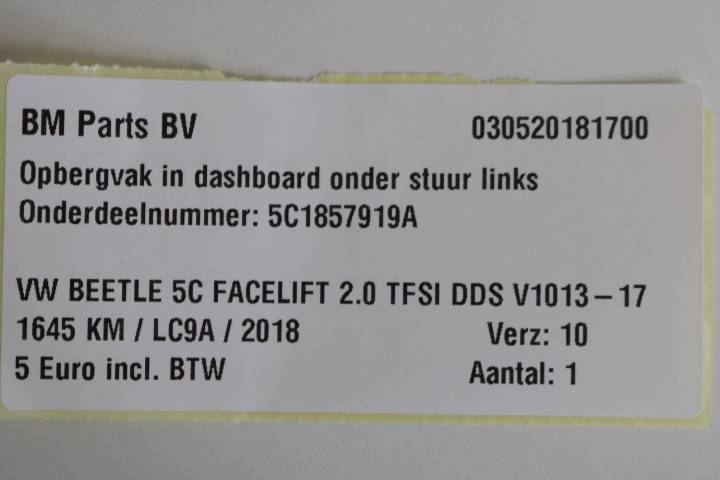 BM Parts BV 030520181700
Opbergvak in dashboard onder stuur links
Onderdeelnummer: 5C1857919A
VW BEETLE 5C FACELIFT 2.0 TFSI DDS V1013-17
1645 KM / LC9A / 2018 Verz: 10
5 Euro incl. BTW Aantal: 1